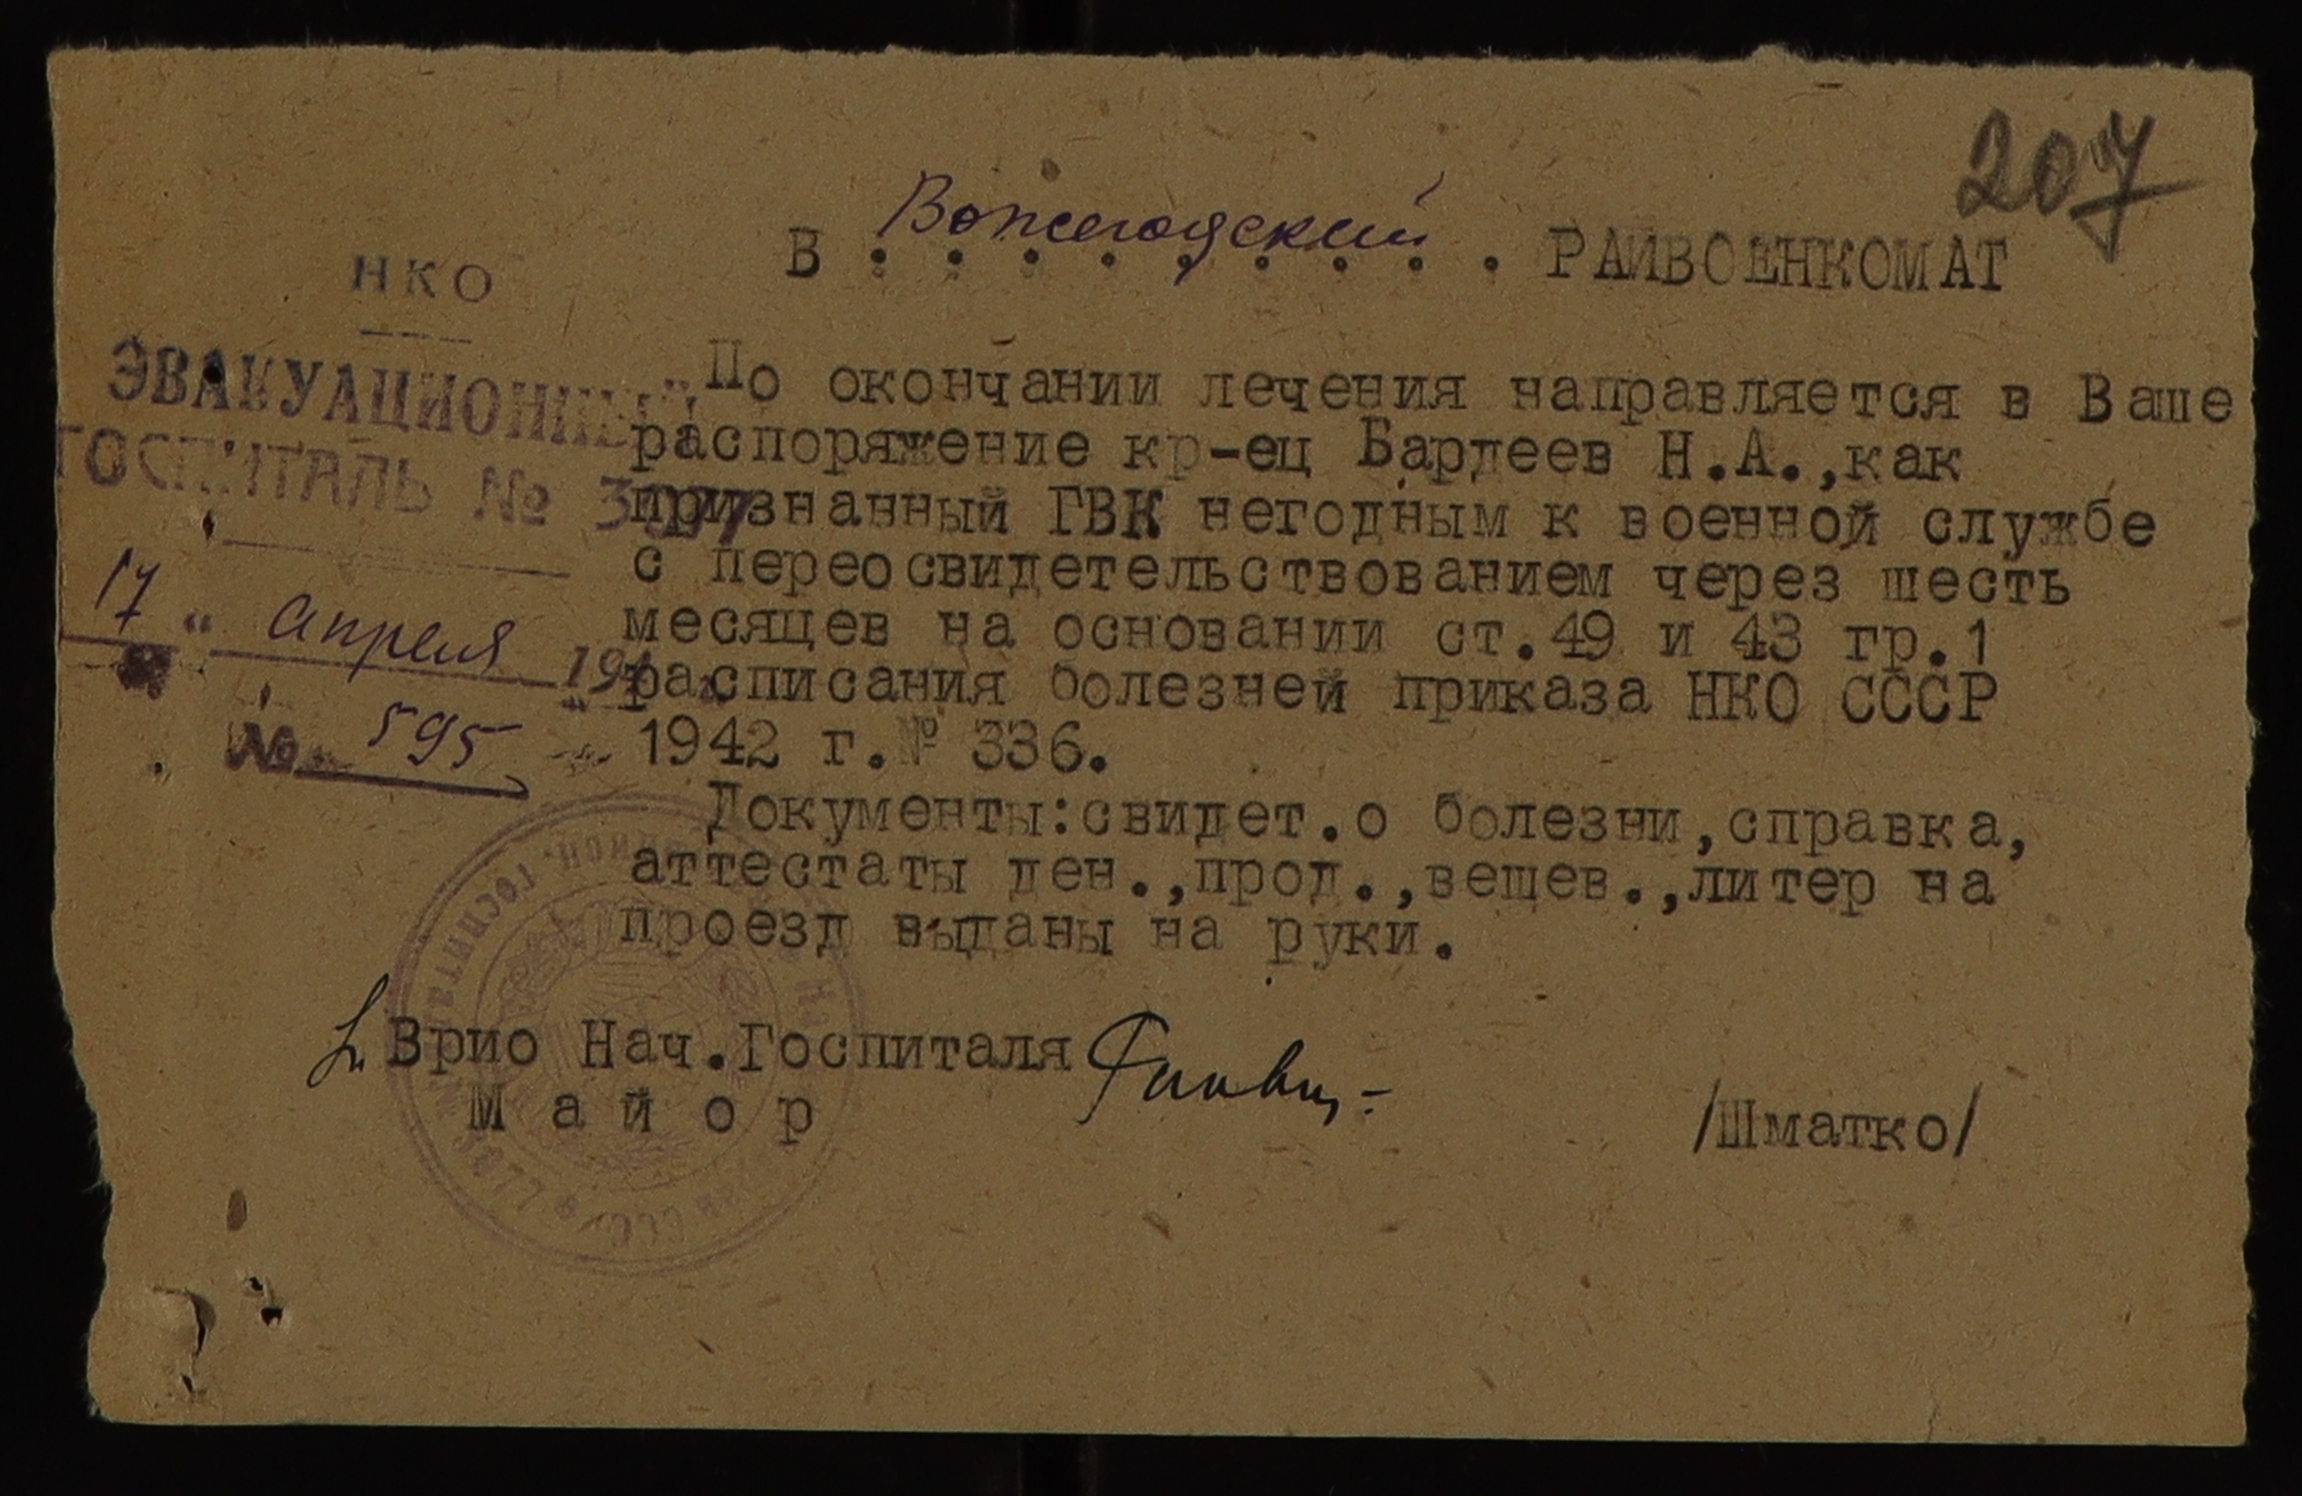 207
В Вожегодский РАЙВОЕНКОМАТ
НКО
ЭВАКУАЦИОННЫЙ
ГОСПИТАЛЬ №
17 " апреля 194
№ 595
По окончании лечения направляется в Ваше
распоряжение кр-ец Бардеев Н.А.,как
признанный ГВК негодным к военной службе
с переосвидетельствованием через шесть
месяцев на основании ст.49 и 43 гр.1
расписания болезней приказа НКО СССР
1942 г.№ 336.
Документы:свидет.о болезни,справка,
аттестаты ден.,прод.,вещев.,литер на
проезд выданы на руки.
Врио Нач.Госпиталя
Майор
/Шматко/